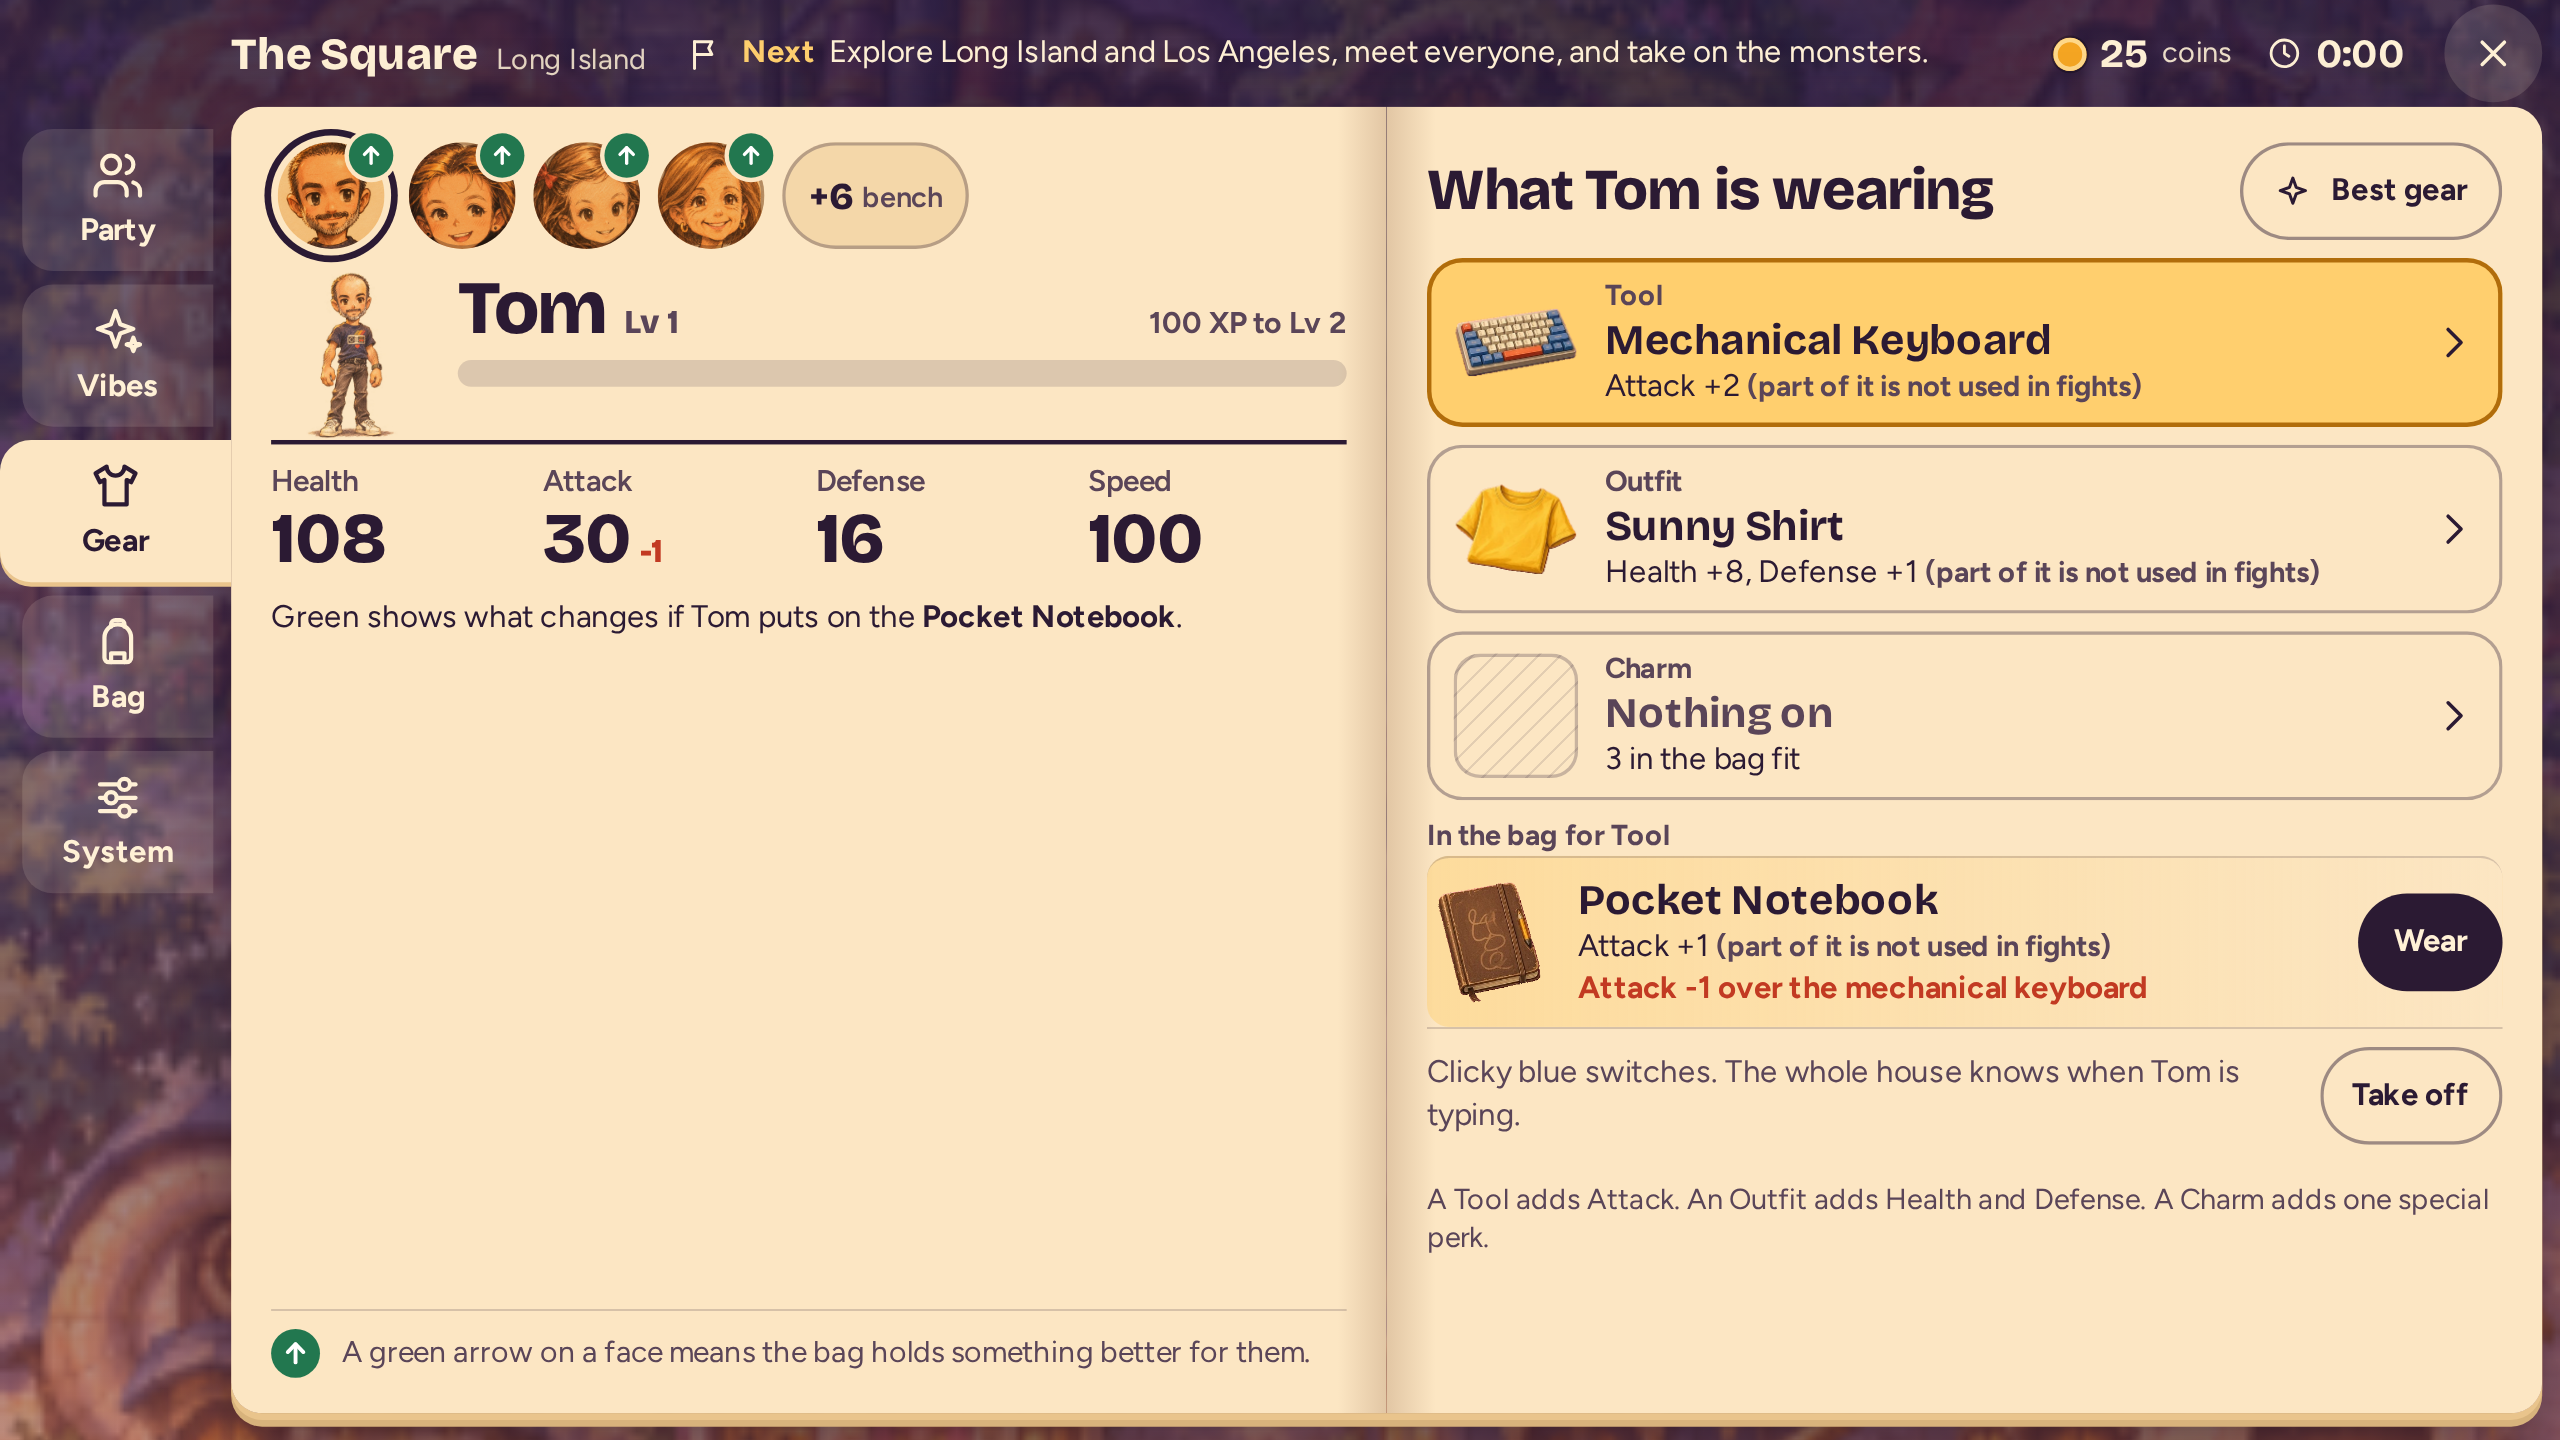 The Square Long Island
Next Explore Long Island and Los Angeles, meet everyone, and take on the monsters.
25 coins
0:00
Party
Vibes
Gear
Bag
System
+6 bench
Tom Lv 1
100 XP to Lv 2
Health
108
Attack
30 -1
Defense
16
Speed
100
Green shows what changes if Tom puts on the Pocket Notebook.
A green arrow on a face means the bag holds something better for them.
What Tom is wearing
Best gear
Tool
Mechanical Keyboard
Attack +2 (part of it is not used in fights)
Outfit
Sunny Shirt
Health +8, Defense +1 (part of it is not used in fights)
Charm
Nothing on
3 in the bag fit
In the bag for Tool
Pocket Notebook
Attack +1 (part of it is not used in fights)
Attack -1 over the mechanical keyboard
Wear
Clicky blue switches. The whole house knows when Tom is
typing.
Take off
A Tool adds Attack. An Outfit adds Health and Defense. A Charm adds one special
perk.